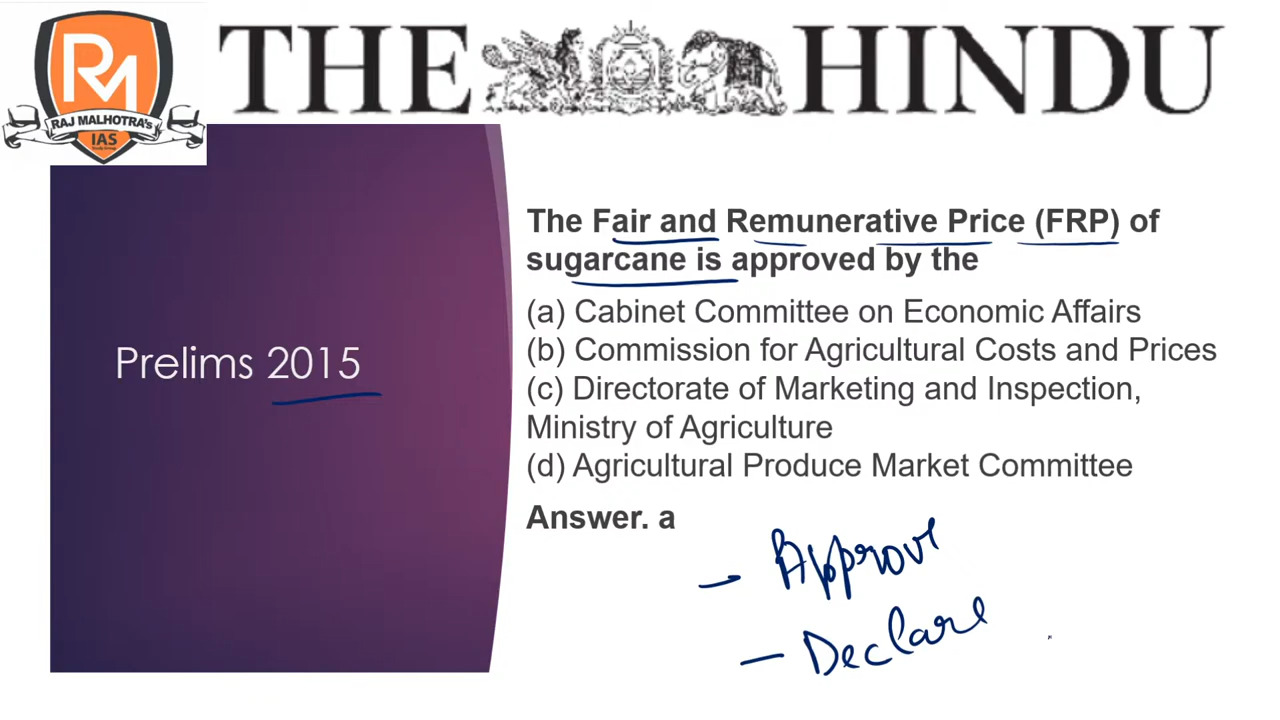 RM
RAJ MALHOTRA'S
IAS
THE HINDU
Prelims 2015
The Fair and Remunerative Price (FRP) of
sugarcane is approved by the
(a) Cabinet Committee on Economic Affairs
(b) Commission for Agricultural Costs and Prices
(c) Directorate of Marketing and Inspection,
Ministry of Agriculture
(d) Agricultural Produce Market Committee
Answer. a
- Approve
- Declare